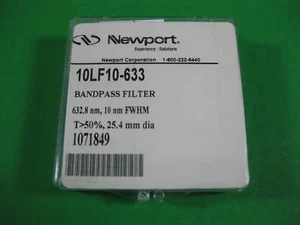 Newport®
Experience | Solutions
Newport Corporation 1-800-222-6440
10LF10-633
BANDPASS FILTER
632.8 nm, 10 nm FWHM
T>50%, 25.4 mm dia
1071849